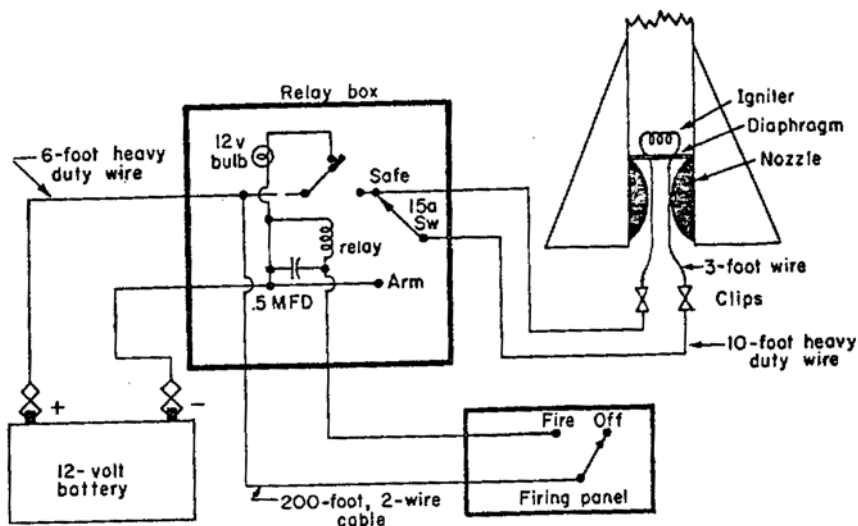 Relay box
12v
bulb
6-foot heavy
duty wire
Safe
15a
Sw
relay
.5 MFD
Arm
+
-
12-volt
battery
Igniter
Diaphragm
Nozzle
3-foot wire
Clips
10-foot heavy
duty wire
Fire
Off
Firing panel
200-foot, 2-wire
cable